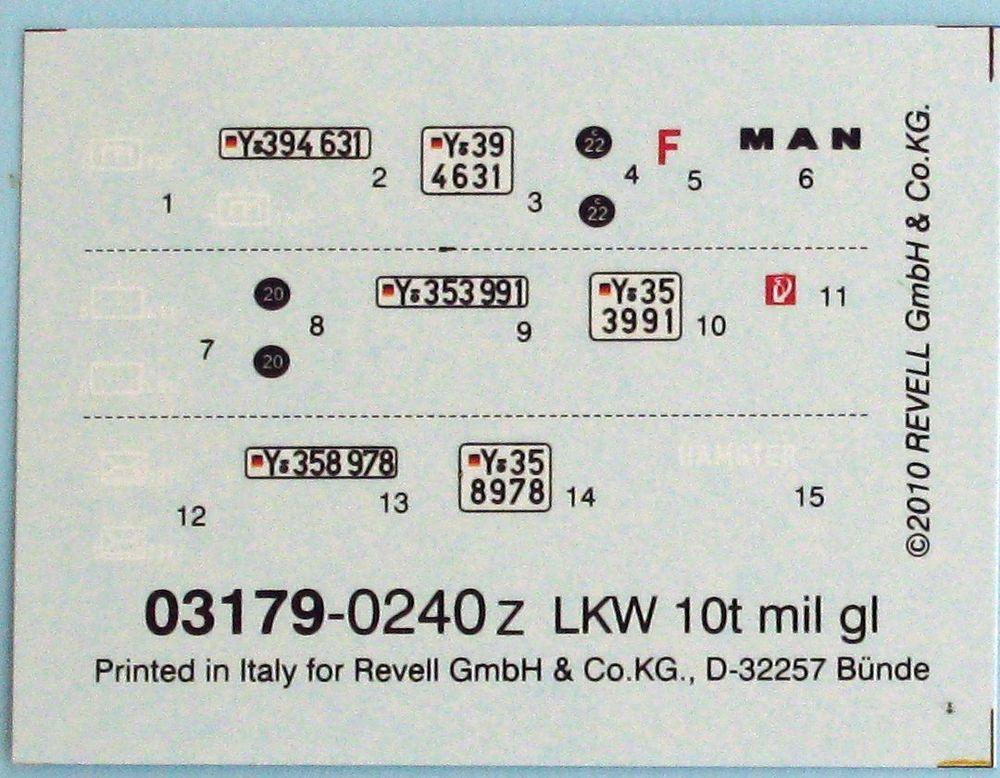 Y 394 631
Y 39
4631
C
22
F
MAN
1
2
3
4
5
6
C
22
20
Y 353 991
Y 35
3991
11
7
8
9
10
20
Y 358 978
Y 35
8978
HAMSTER
12
13
14
15
©2010 REVELL GmbH & Co.KG.
03179-0240 Z LKW 10t mil gl
Printed in Italy for Revell GmbH & Co.KG., D-32257 Bünde